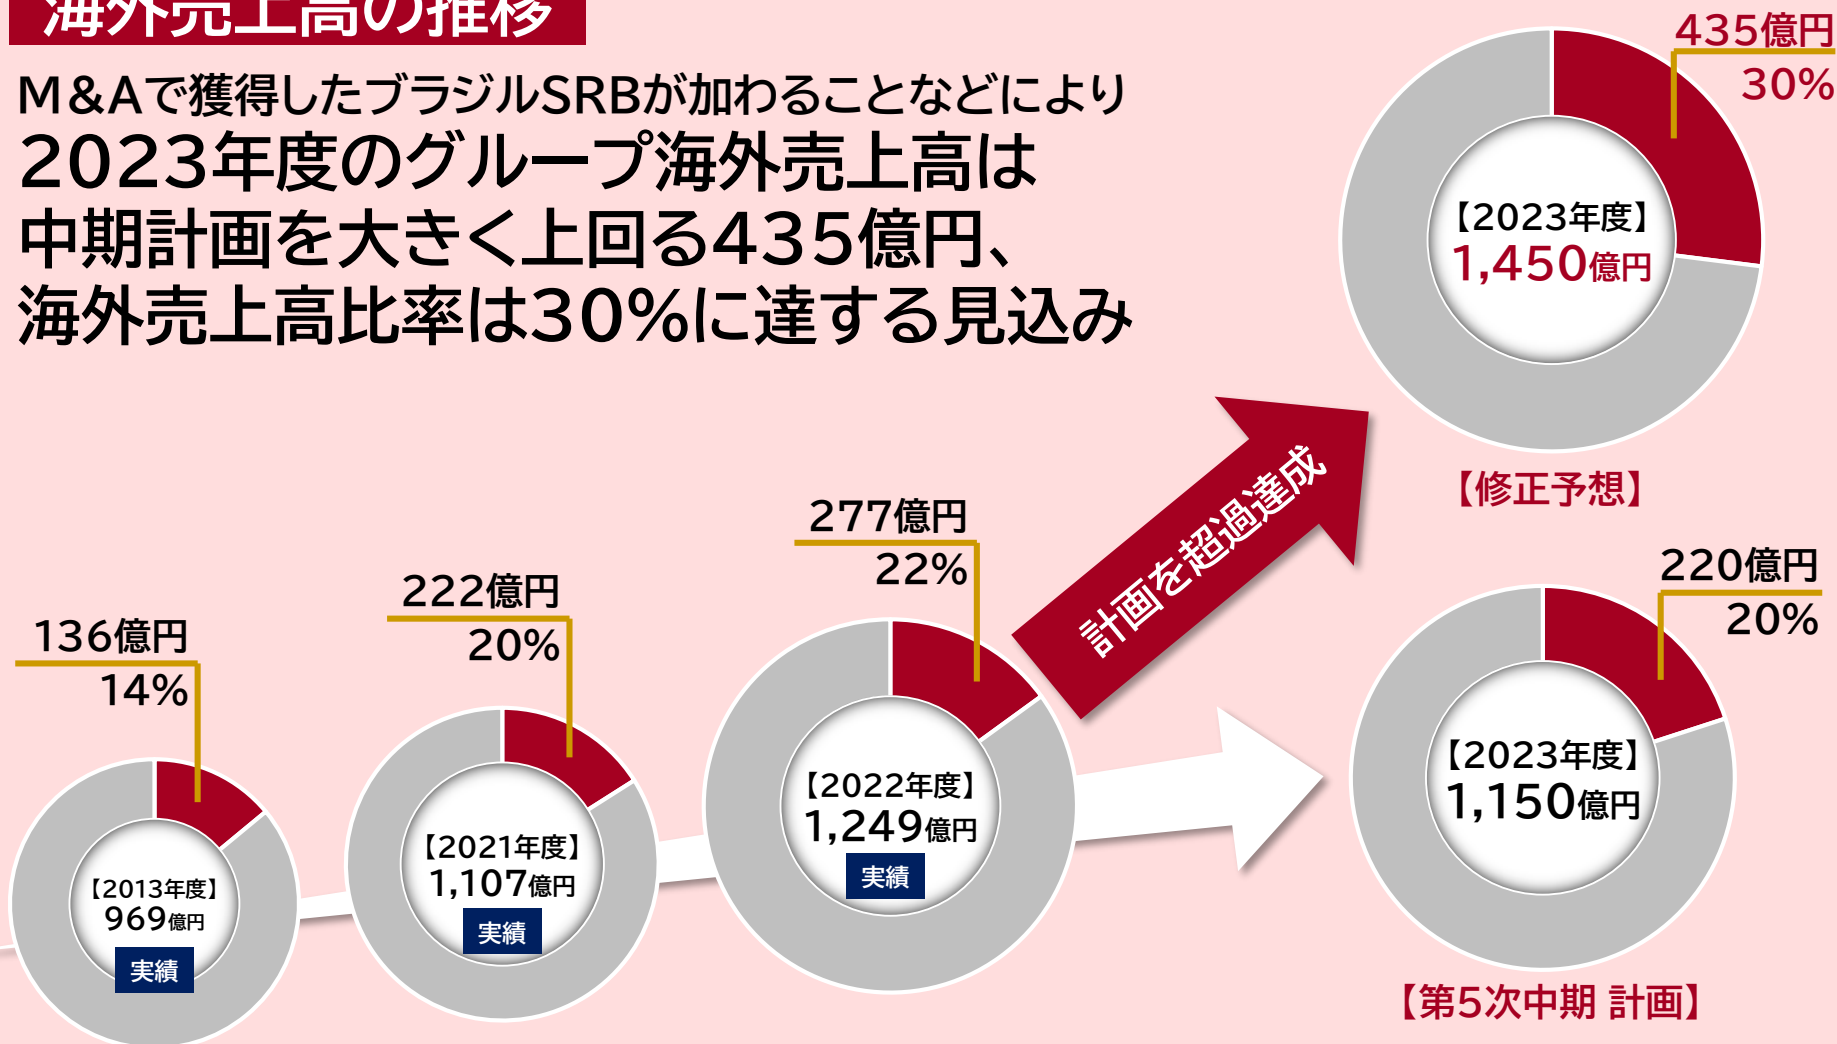 海外売上高の推移
M&Aで獲得したブラジルSRBが加わることなどにより
2023年度のグループ海外売上高は
中期計画を大きく上回る435億円、
海外売上高比率は30%に達する見込み
435億円
30%
【2023年度】
1,450億円
【修正予想】
計画を超過達成
136億円
14%
【2013年度】
969億円
実績
222億円
20%
【2021年度】
1,107億円
実績
277億円
22%
【2022年度】
1,249億円
実績
220億円
20%
【2023年度】
1,150億円
【第5次中期 計画】